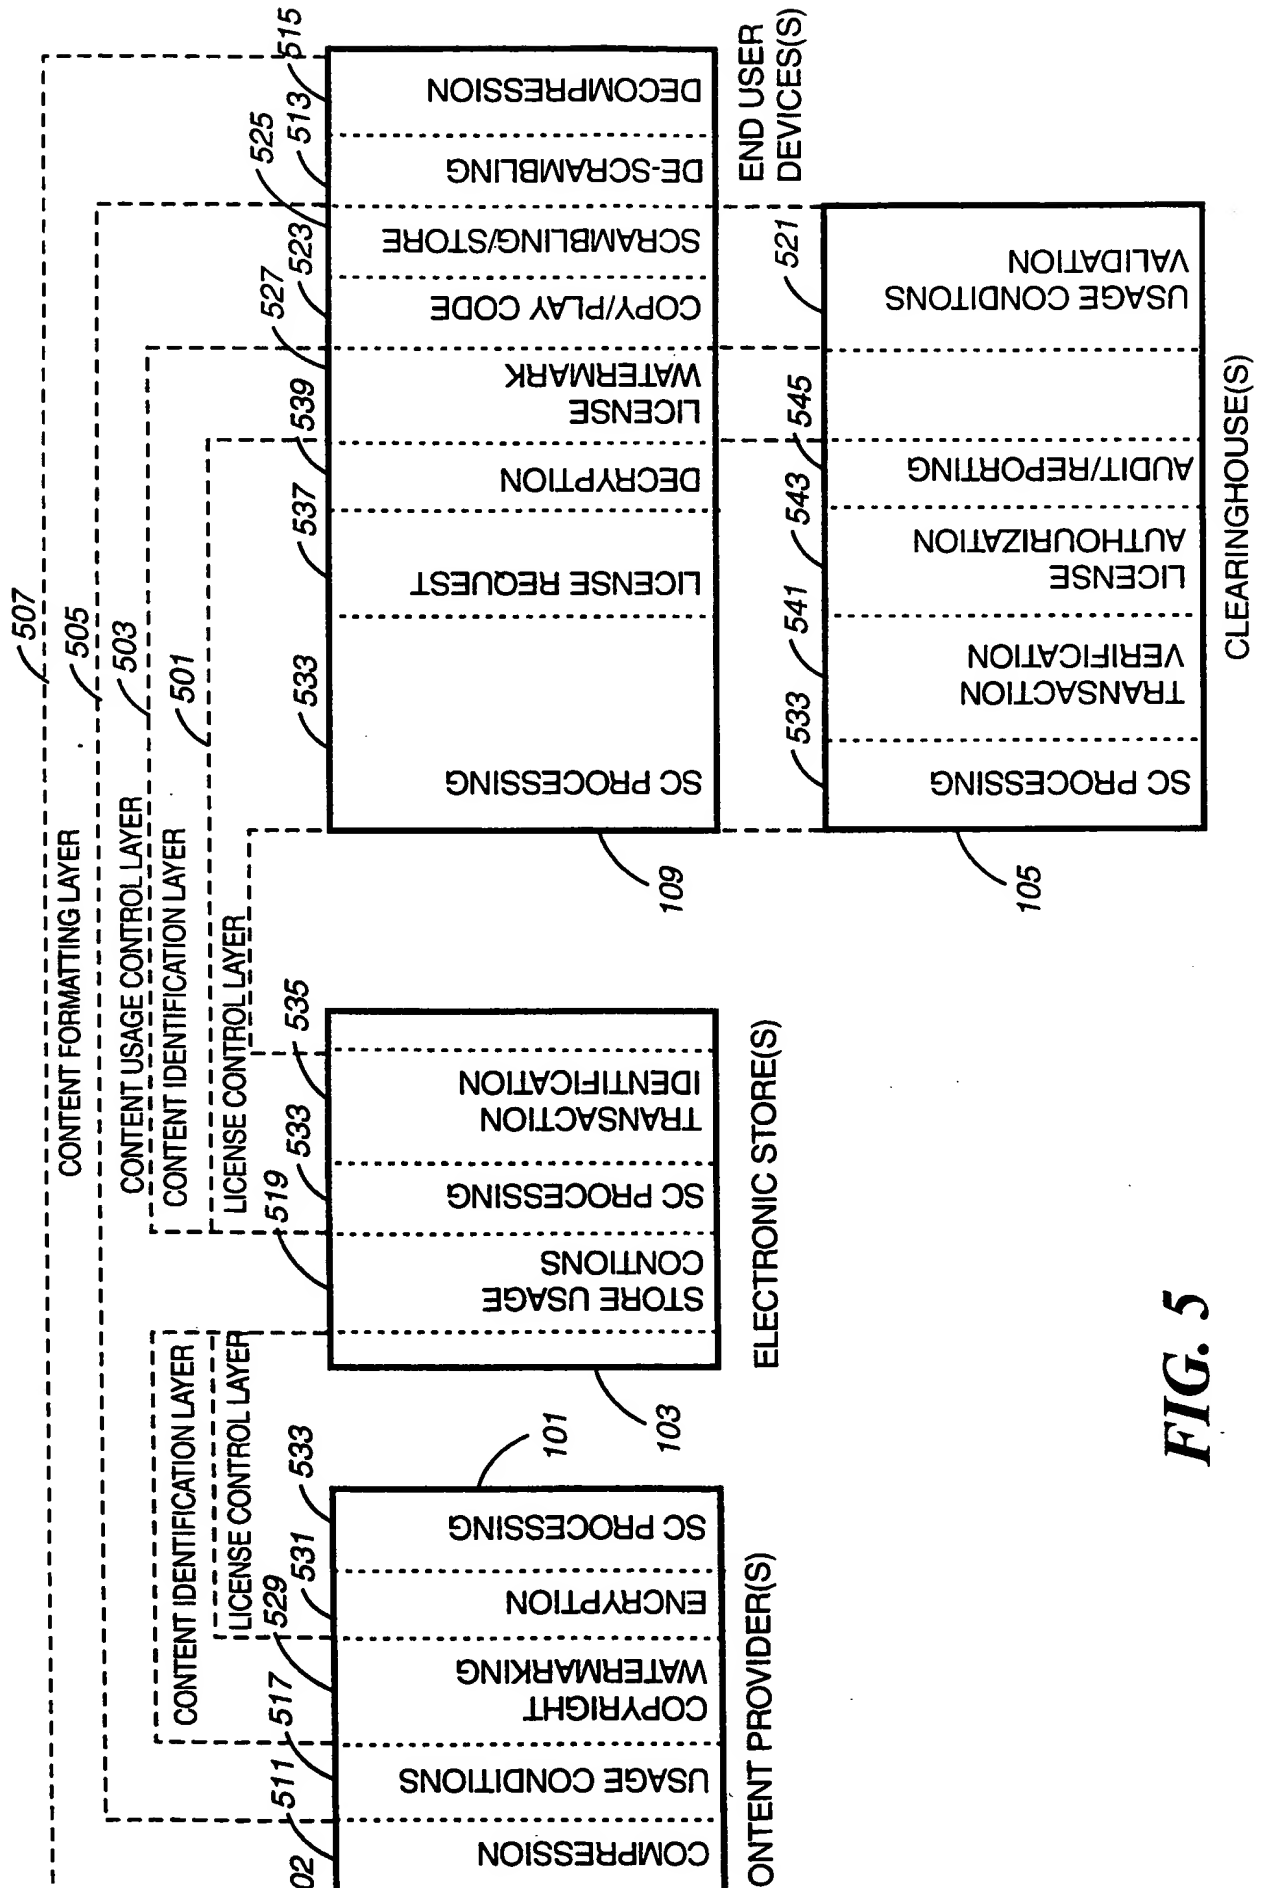 507
CONTENT FORMATTING LAYER
505
CONTENT USAGE CONTROL LAYER
503
CONTENT IDENTIFICATION LAYER
501
LICENSE CONTROL LAYER
CONTENT IDENTIFICATION LAYER
LICENSE CONTROL LAYER
02
511
517
529
531
533
COMPRESSION
USAGE CONDITIONS
COPYRIGHT
WATERMARKING
ENCRYPTION
SC PROCESSING
101
ONTENT PROVIDER(S)
519
533
535
STORE USAGE
CONTIONS
SC PROCESSING
TRANSACTION
IDENTIFICATION
103
ELECTRONIC STORE(S)
533
537
539
527
523
525
513
515
SC PROCESSING
LICENSE REQUEST
DECRYPTION
LICENSE
WATERMARK
COPY/PLAY CODE
SCRAMBLING/STORE
DE-SCRAMBLING
DECOMPRESSION
109
END USER
DEVICES(S)
533
541
543
545
521
SC PROCESSING
TRANSACTION
VERIFICATION
LICENSE
AUTHOURIZATION
AUDIT/REPORTING
USAGE CONDITONS
VALIDATION
105
CLEARINGHOUSE(S)
FIG. 5